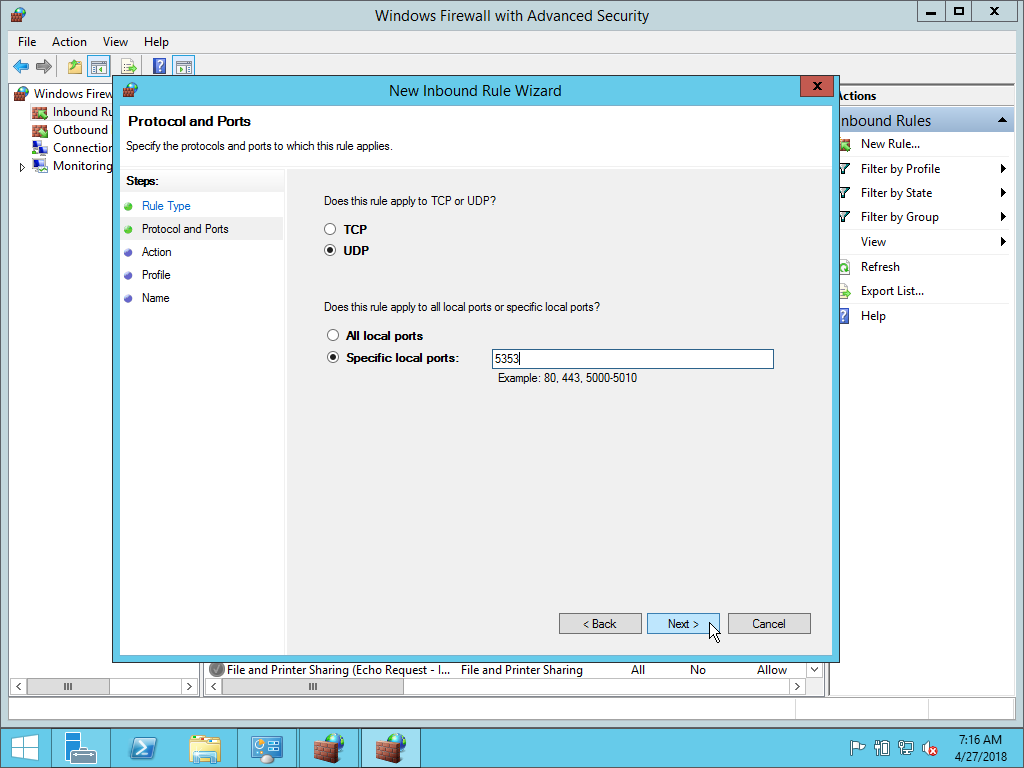 Windows Firewall with Advanced Security
File Action View Help
Windows Firew
Inbound Ru
Outbound
Connection
Monitoring
New Inbound Rule Wizard
Protocol and Ports
Specify the protocols and ports to which this rule applies.
Steps:
Rule Type
Protocol and Ports
Action
Profile
Name
Does this rule apply to TCP or UDP?
TCP
UDP
Does this rule apply to all local ports or specific local ports?
All local ports
Specific local ports: 5353
Example: 80, 443, 5000-5010
< Back Next > Cancel
Actions
Inbound Rules
New Rule...
Filter by Profile
Filter by State
Filter by Group
View
Refresh
Export List...
Help
File and Printer Sharing (Echo Request - I... File and Printer Sharing All No Allow
7:16 AM
4/27/2018